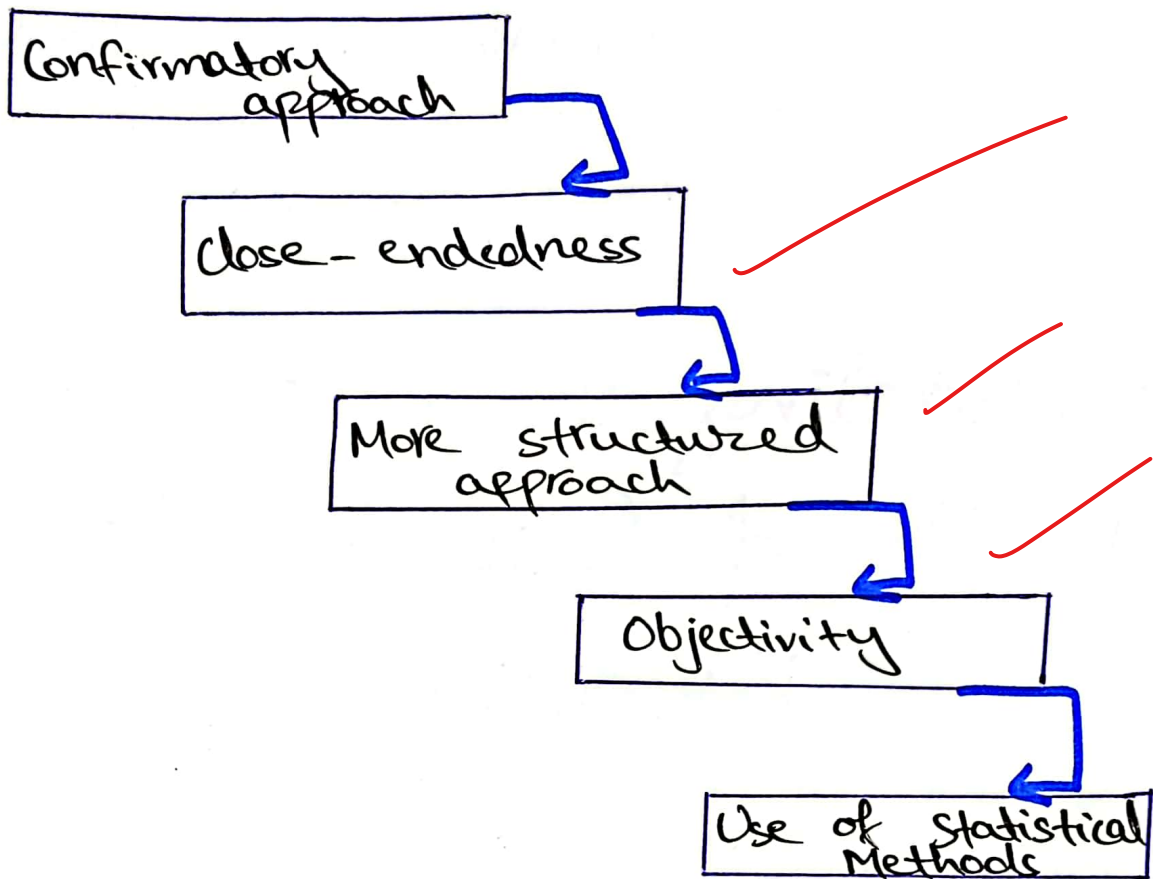 Confirmatory
approach
Close-endedness
More structured
approach
Objectivity
Use of statistical
Methods